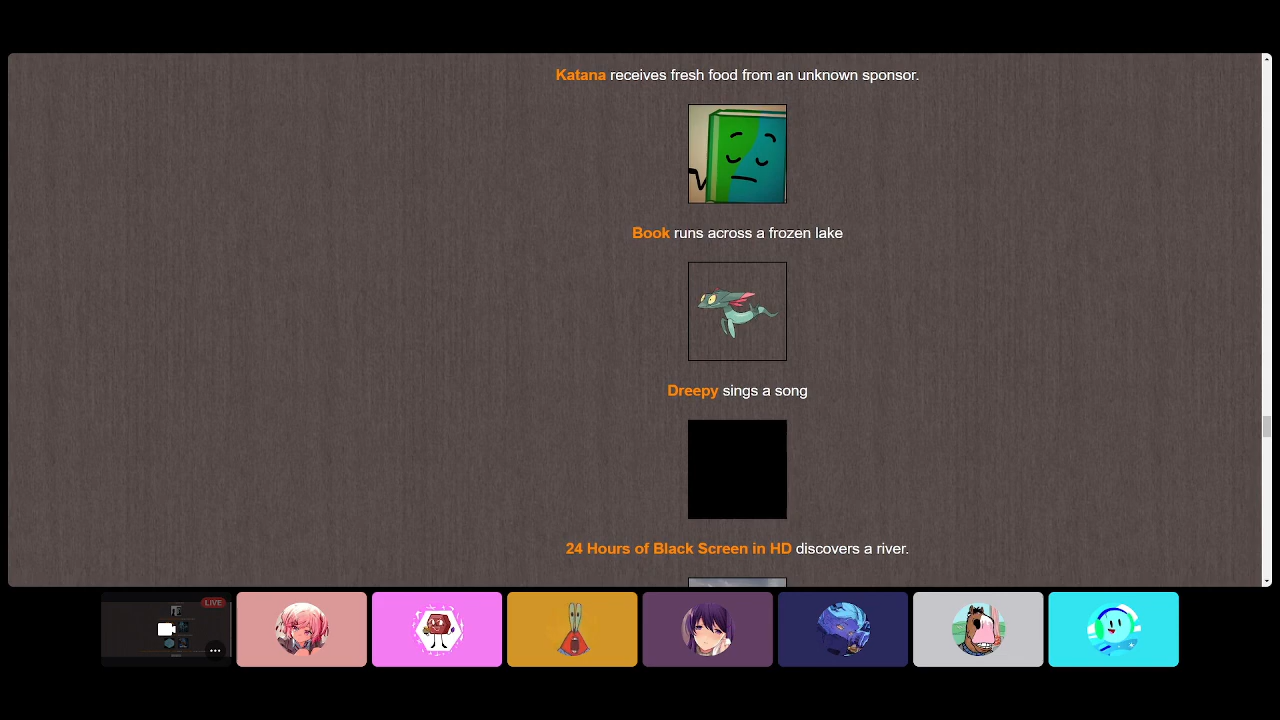 Katana receives fresh food from an unknown sponsor.
Book runs across a frozen lake
Dreepy sings a song
24 Hours of Black Screen in HD discovers a river.
LIVE